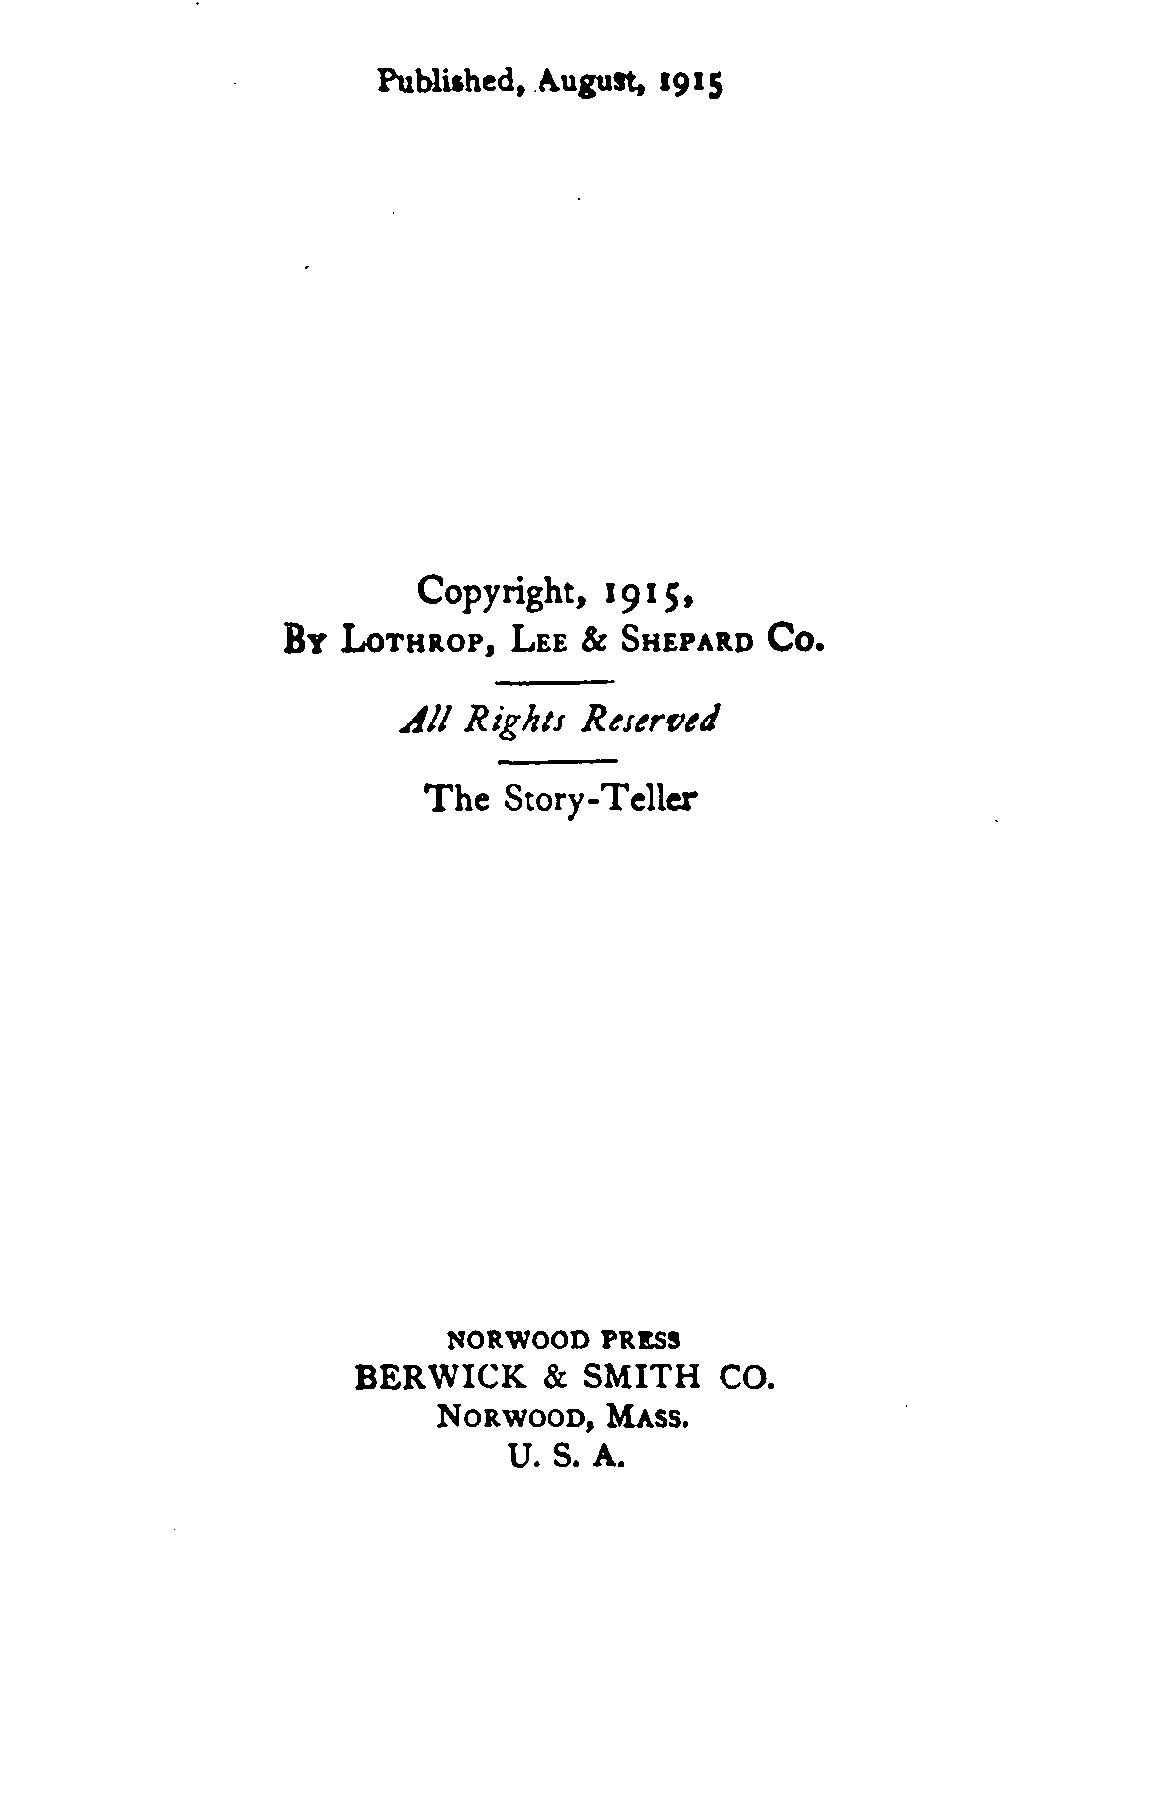 Published, August, 1915
Copyright, 1915,
By Lothrop, Lee & Shepard Co.
All Rights Reserved
The Story-Teller
NORWOOD PRESS
BERWICK & SMITH CO.
Norwood, Mass.
U. S. A.